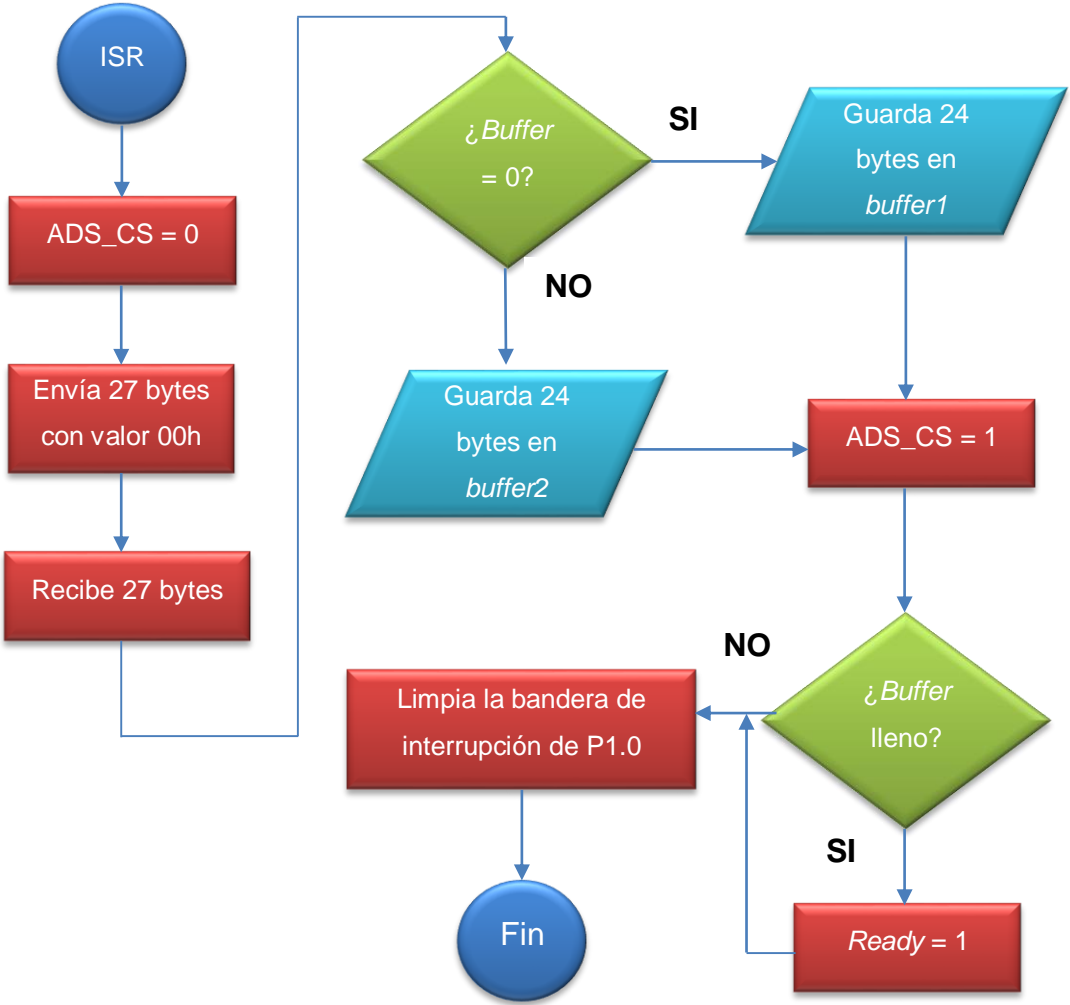 ISR
ADS_CS = 0
Envía 27 bytes
con valor 00h
Recibe 27 bytes
¿Buffer
= 0?
SI
Guarda 24
bytes en
buffer1
NO
Guarda 24
bytes en
buffer2
ADS_CS = 1
¿Buffer
lleno?
NO
Limpia la bandera de
interrupción de P1.0
SI
Ready = 1
Fin